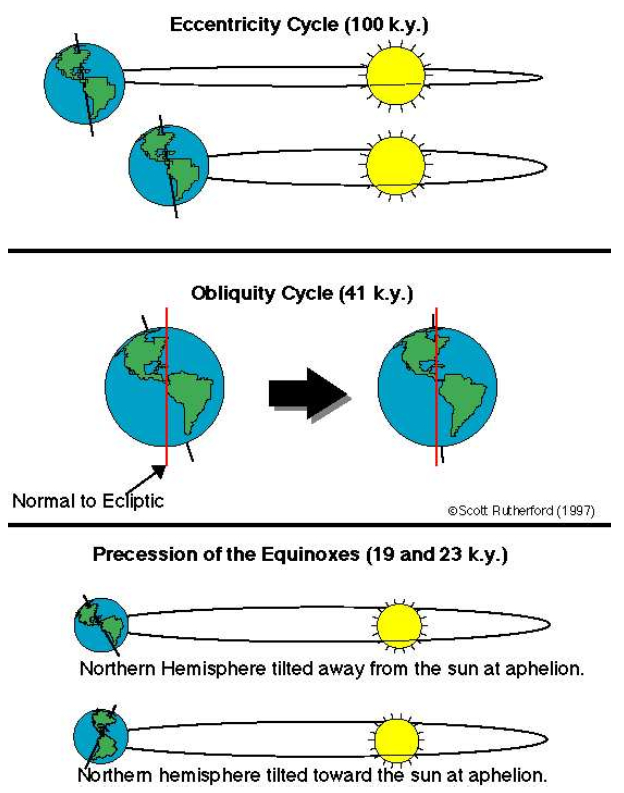 Eccentricity Cycle (100 k.y.)
Obliquity Cycle (41 k.y.)
Normal to Ecliptic
©Scott Rutherford (1997)
Precession of the Equinoxes (19 and 23 k.y.)
Northern Hemisphere tilted away from the sun at aphelion.
Northern hemisphere tilted toward the sun at aphelion.